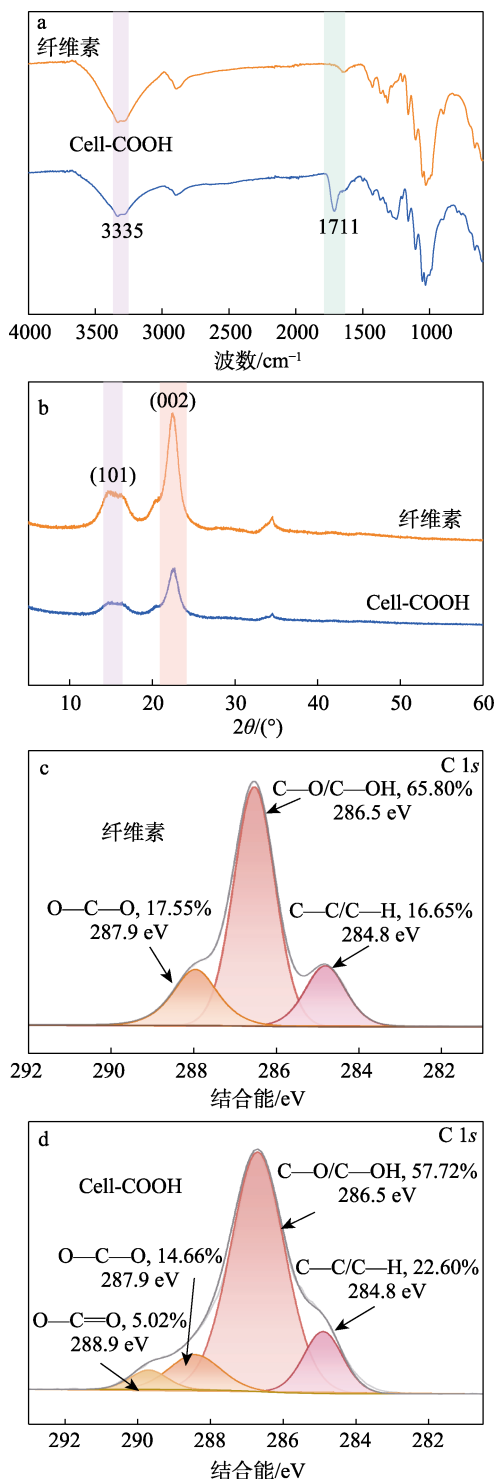 a
纤维素
Cell-COOH
3335
1711
4000 3500 3000 2500 2000 1500 1000
波数/cm⁻¹
b
(002)
(101)
纤维素
Cell-COOH
10 20 30 40 50 60
2θ/(°)
c
C 1s
C—O/C—OH, 65.80%
286.5 eV
纤维素
O—C—O, 17.55%
287.9 eV
C—C/C—H, 16.65%
284.8 eV
292 290 288 286 284 282
结合能/eV
d
C 1s
C—O/C—OH, 57.72%
286.5 eV
Cell-COOH
O—C—O, 14.66%
287.9 eV
C—C/C—H, 22.60%
284.8 eV
O—C=O, 5.02%
288.9 eV
292 290 288 286 284 282
结合能/eV